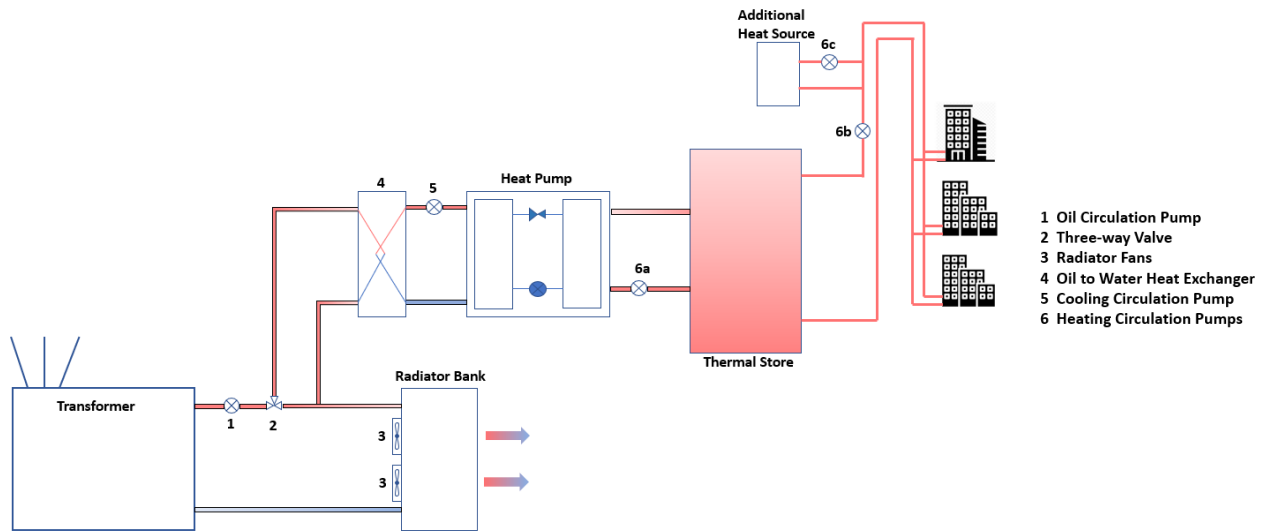 Additional
Heat Source
6c
6b
4
5
Heat Pump
6a
Thermal Store
1 Oil Circulation Pump
2 Three-way Valve
3 Radiator Fans
4 Oil to Water Heat Exchanger
5 Cooling Circulation Pump
6 Heating Circulation Pumps
Radiator Bank
Transformer
1
2
3
3